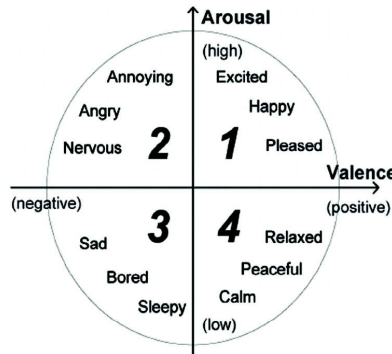 Arousal
(high)
Annoying
Excited
Angry
Happy
Nervous
2
1
Pleased
Valence
(negative)
(positive)
3
4
Sad
Relaxed
Bored
Peaceful
Sleepy
Calm
(low)